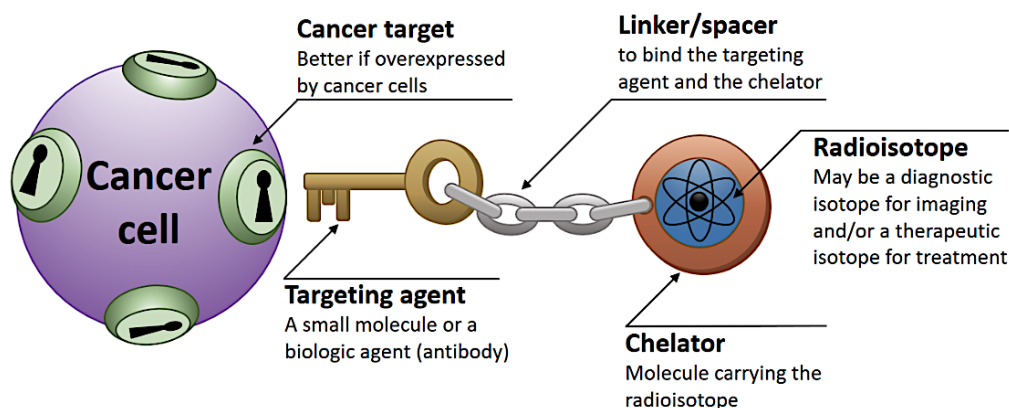 Cancer target
Better if overexpressed
by cancer cells
Linker/spacer
to bind the targeting
agent and the chelator
Cancer
cell
Radioisotope
May be a diagnostic
isotope for imaging
and/or a therapeutic
isotope for treatment
Targeting agent
A small molecule or a
biologic agent (antibody)
Chelator
Molecule carrying the
radioisotope